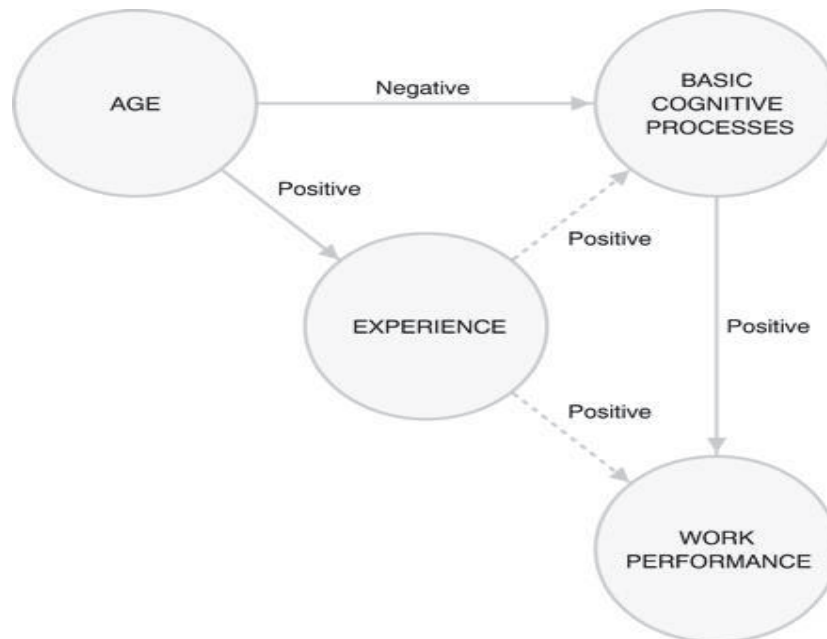 AGE
Negative
BASIC
COGNITIVE
PROCESSES
Positive
Positive
EXPERIENCE
Positive
Positive
WORK
PERFORMANCE